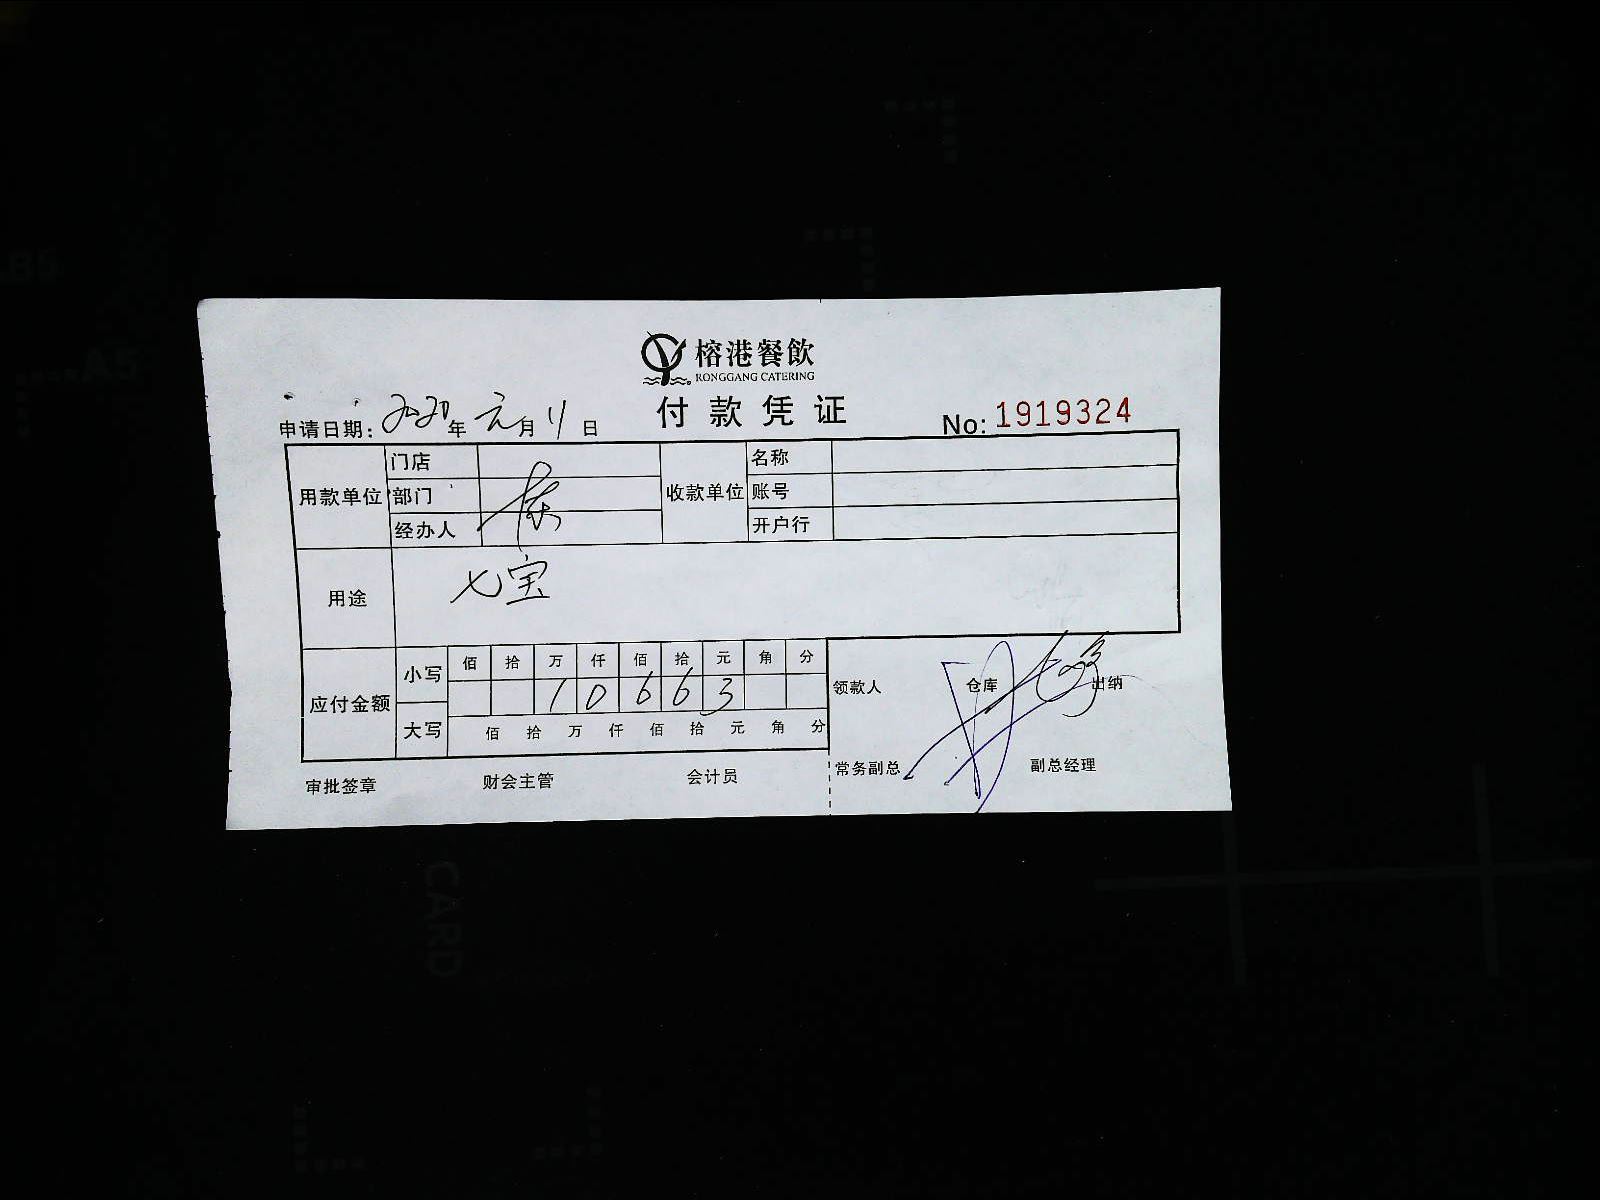 榕港餐飲
RONGGANG CATERING
付款凭证
申请日期: 2020年元月11日
No: 1919324
用款单位 门店 收款单位 名称
部门 账号
经办人 开户行
用途 七宝
应付金额 小写 佰 拾 万 仟 佰 拾 元 角 分
1 0 6 6 3
大写 佰 拾 万 仟 佰 拾 元 角 分
领款人 仓库 出纳
审批签章 财会主管 会计员 常务副总 副总经理
B5
A5
CARD